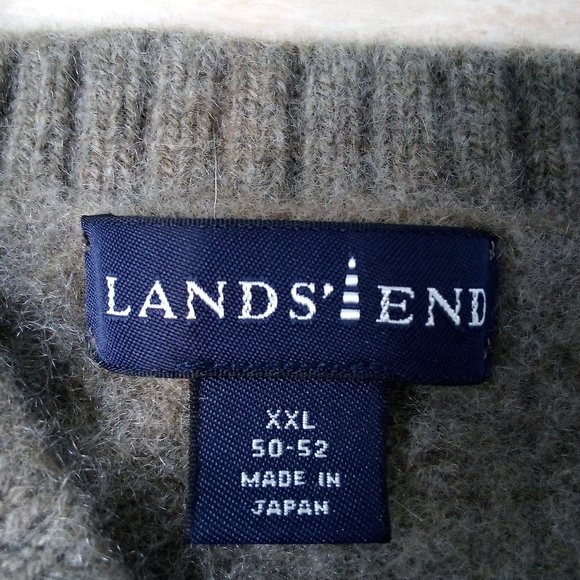 LANDS' END
XXL
50-52
MADE IN
JAPAN